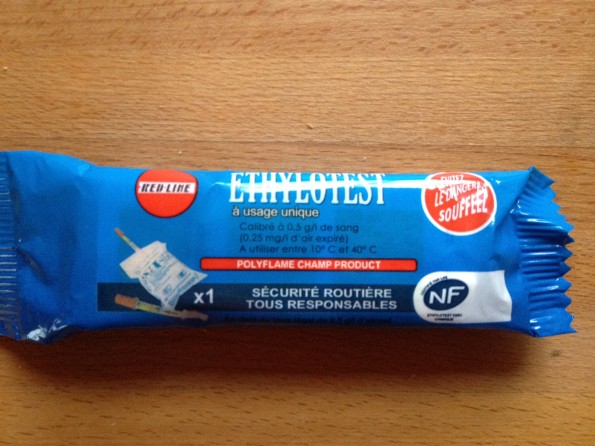 RED LINE
ETHYLOTEST
à usage unique
Calibré à 0,5 g/l de sang
(0,25 mg/l d'air expiré)
A utiliser entre 10° C et 40° C
POLYFLAME CHAMP PRODUCT
x1
SÉCURITÉ ROUTIÈRE
TOUS RESPONSABLES
ÉVITEZ
LE DANGER
SOUFFLEZ
NF